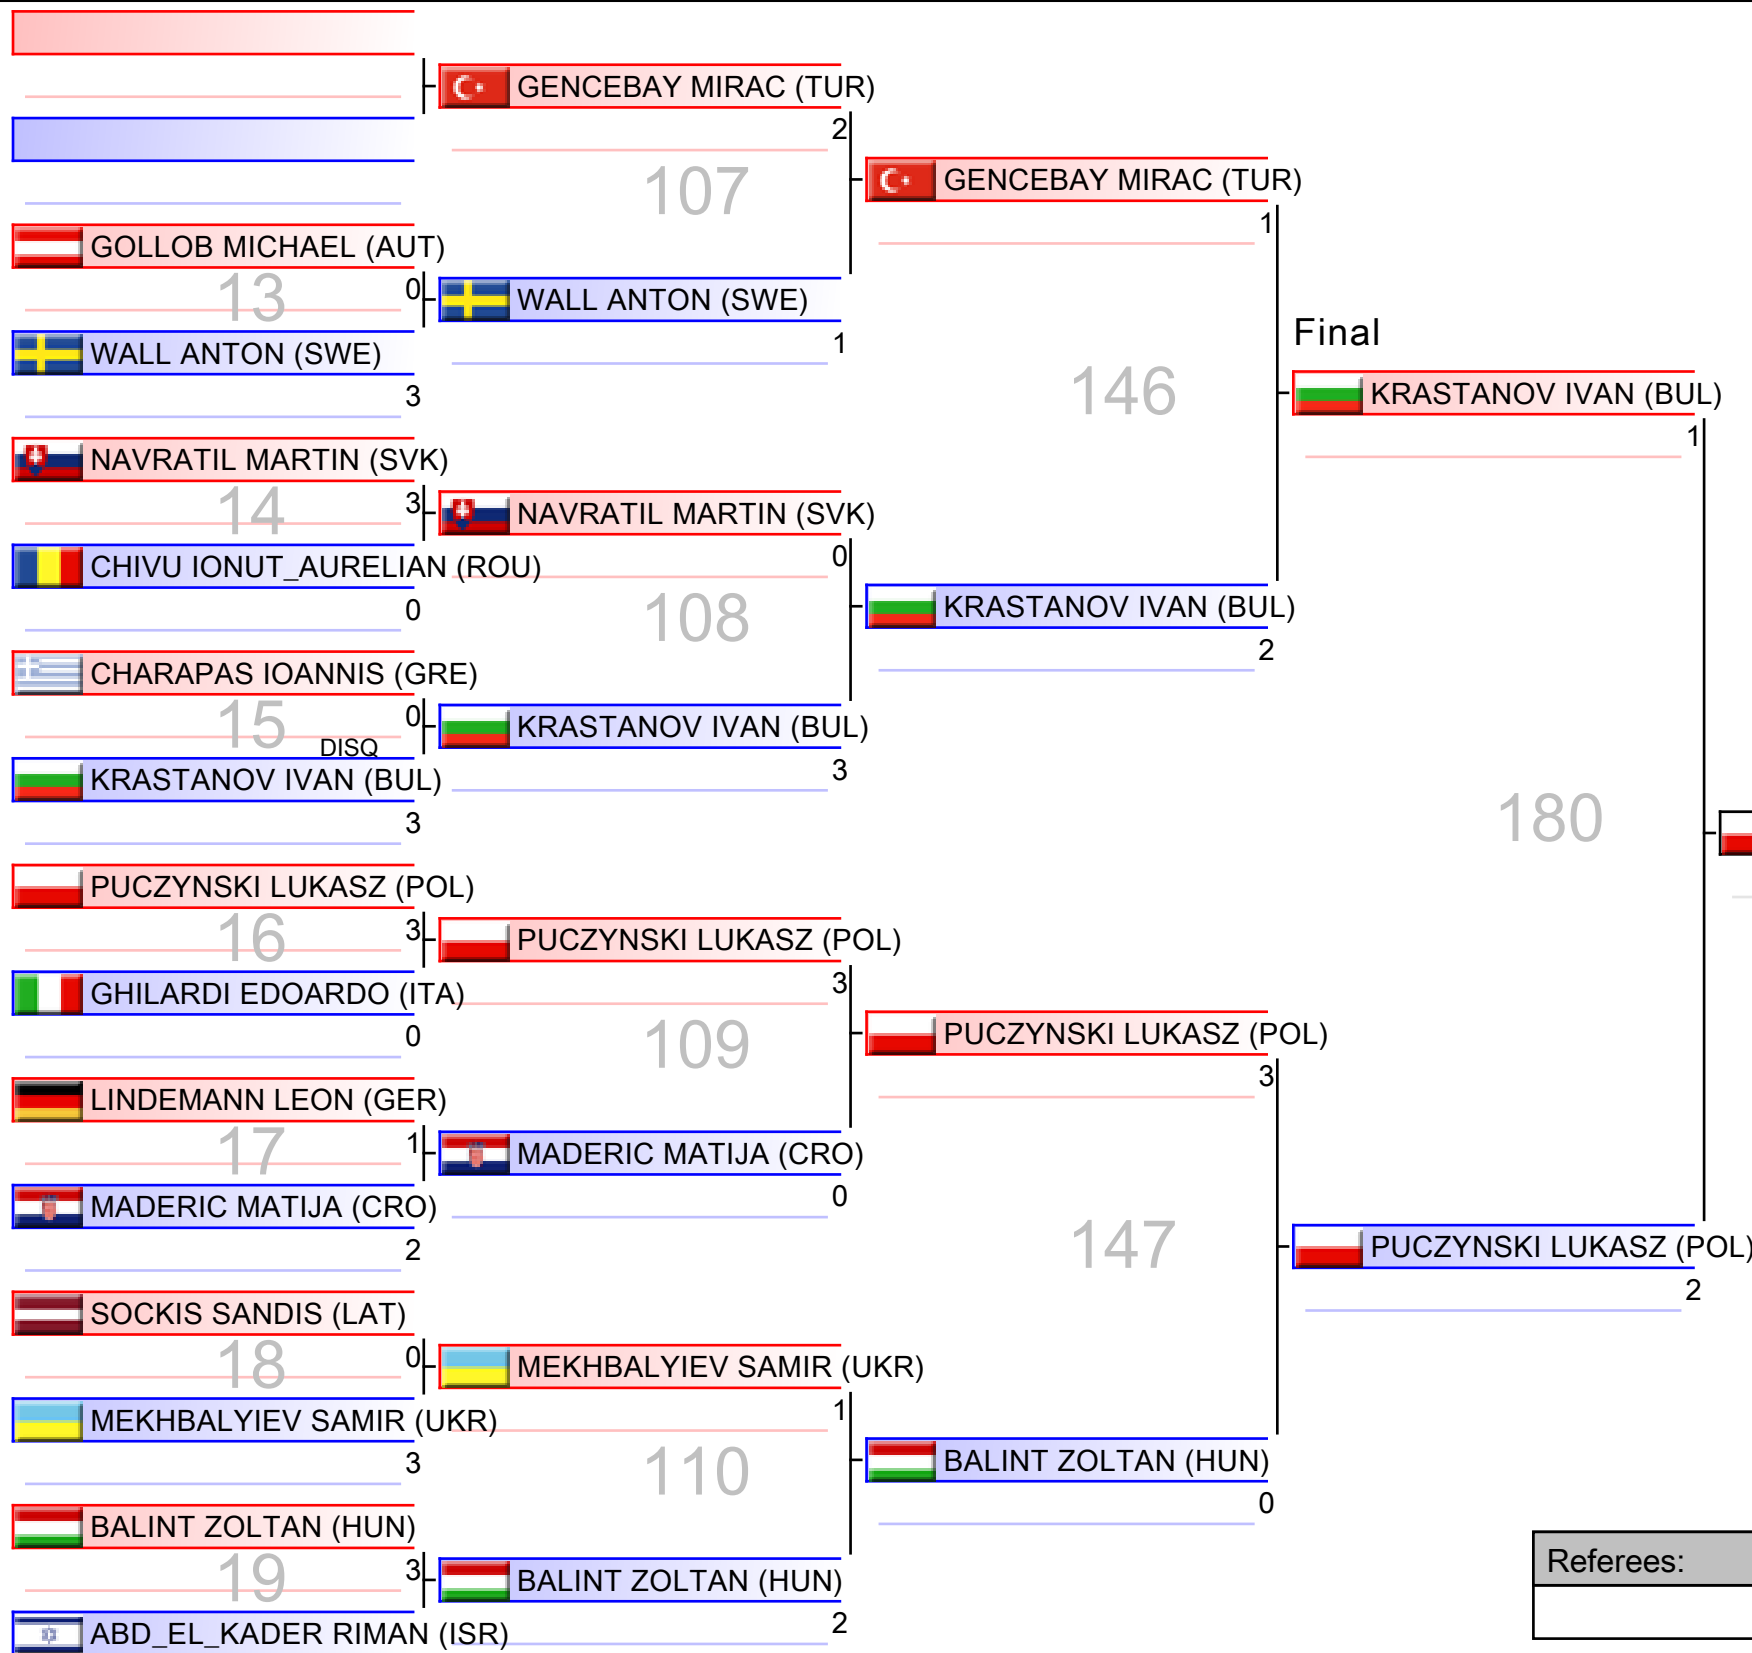 GENCEBAY MIRAC (TUR)
2
107
GENCEBAY MIRAC (TUR)
1
GOLLOB MICHAEL (AUT)
13
0
WALL ANTON (SWE)
1
WALL ANTON (SWE)
3
Final
146
KRASTANOV IVAN (BUL)
1
NAVRATIL MARTIN (SVK)
14
3
NAVRATIL MARTIN (SVK)
0
CHIVU IONUT_AURELIAN (ROU)
0
108
KRASTANOV IVAN (BUL)
2
CHARAPAS IOANNIS (GRE)
15
0
DISQ
KRASTANOV IVAN (BUL)
3
KRASTANOV IVAN (BUL)
3
180
PUCZYNSKI LUKASZ (POL)
16
3
PUCZYNSKI LUKASZ (POL)
3
GHILARDI EDOARDO (ITA)
0
109
PUCZYNSKI LUKASZ (POL)
3
LINDEMANN LEON (GER)
17
1
MADERIC MATIJA (CRO)
0
MADERIC MATIJA (CRO)
2
147
PUCZYNSKI LUKASZ (POL)
2
SOCKIS SANDIS (LAT)
18
0
MEKHBALYIEV SAMIR (UKR)
1
MEKHBALYIEV SAMIR (UKR)
3
110
BALINT ZOLTAN (HUN)
0
BALINT ZOLTAN (HUN)
19
3
BALINT ZOLTAN (HUN)
2
ABD_EL_KADER RIMAN (ISR)
Referees: